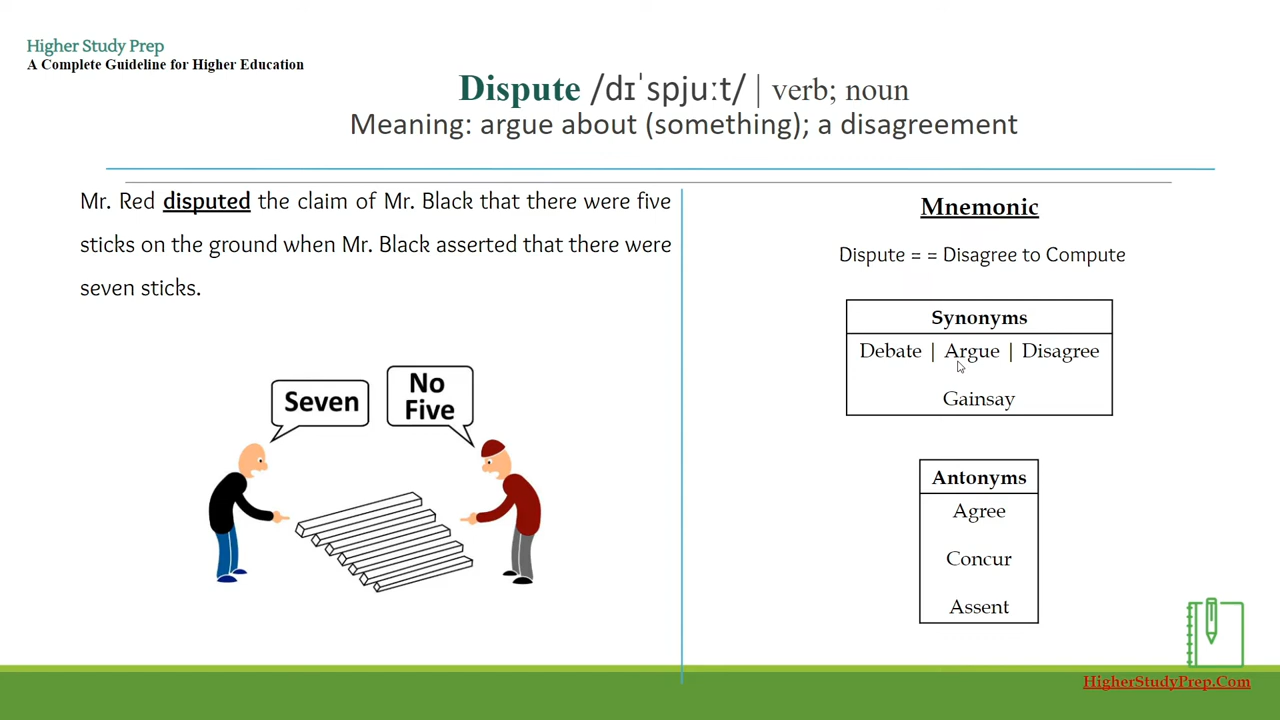 Higher Study Prep
A Complete Guideline for Higher Education
Dispute /dɪˈspjuːt/ | verb; noun
Meaning: argue about (something); a disagreement
Mr. Red disputed the claim of Mr. Black that there were five
sticks on the ground when Mr. Black asserted that there were
seven sticks.
Seven
No
Five
Mnemonic
Dispute = = Disagree to Compute
Synonyms
Debate | Argue | Disagree
Gainsay
Antonyms
Agree
Concur
Assent
HigherStudyPrep.Com